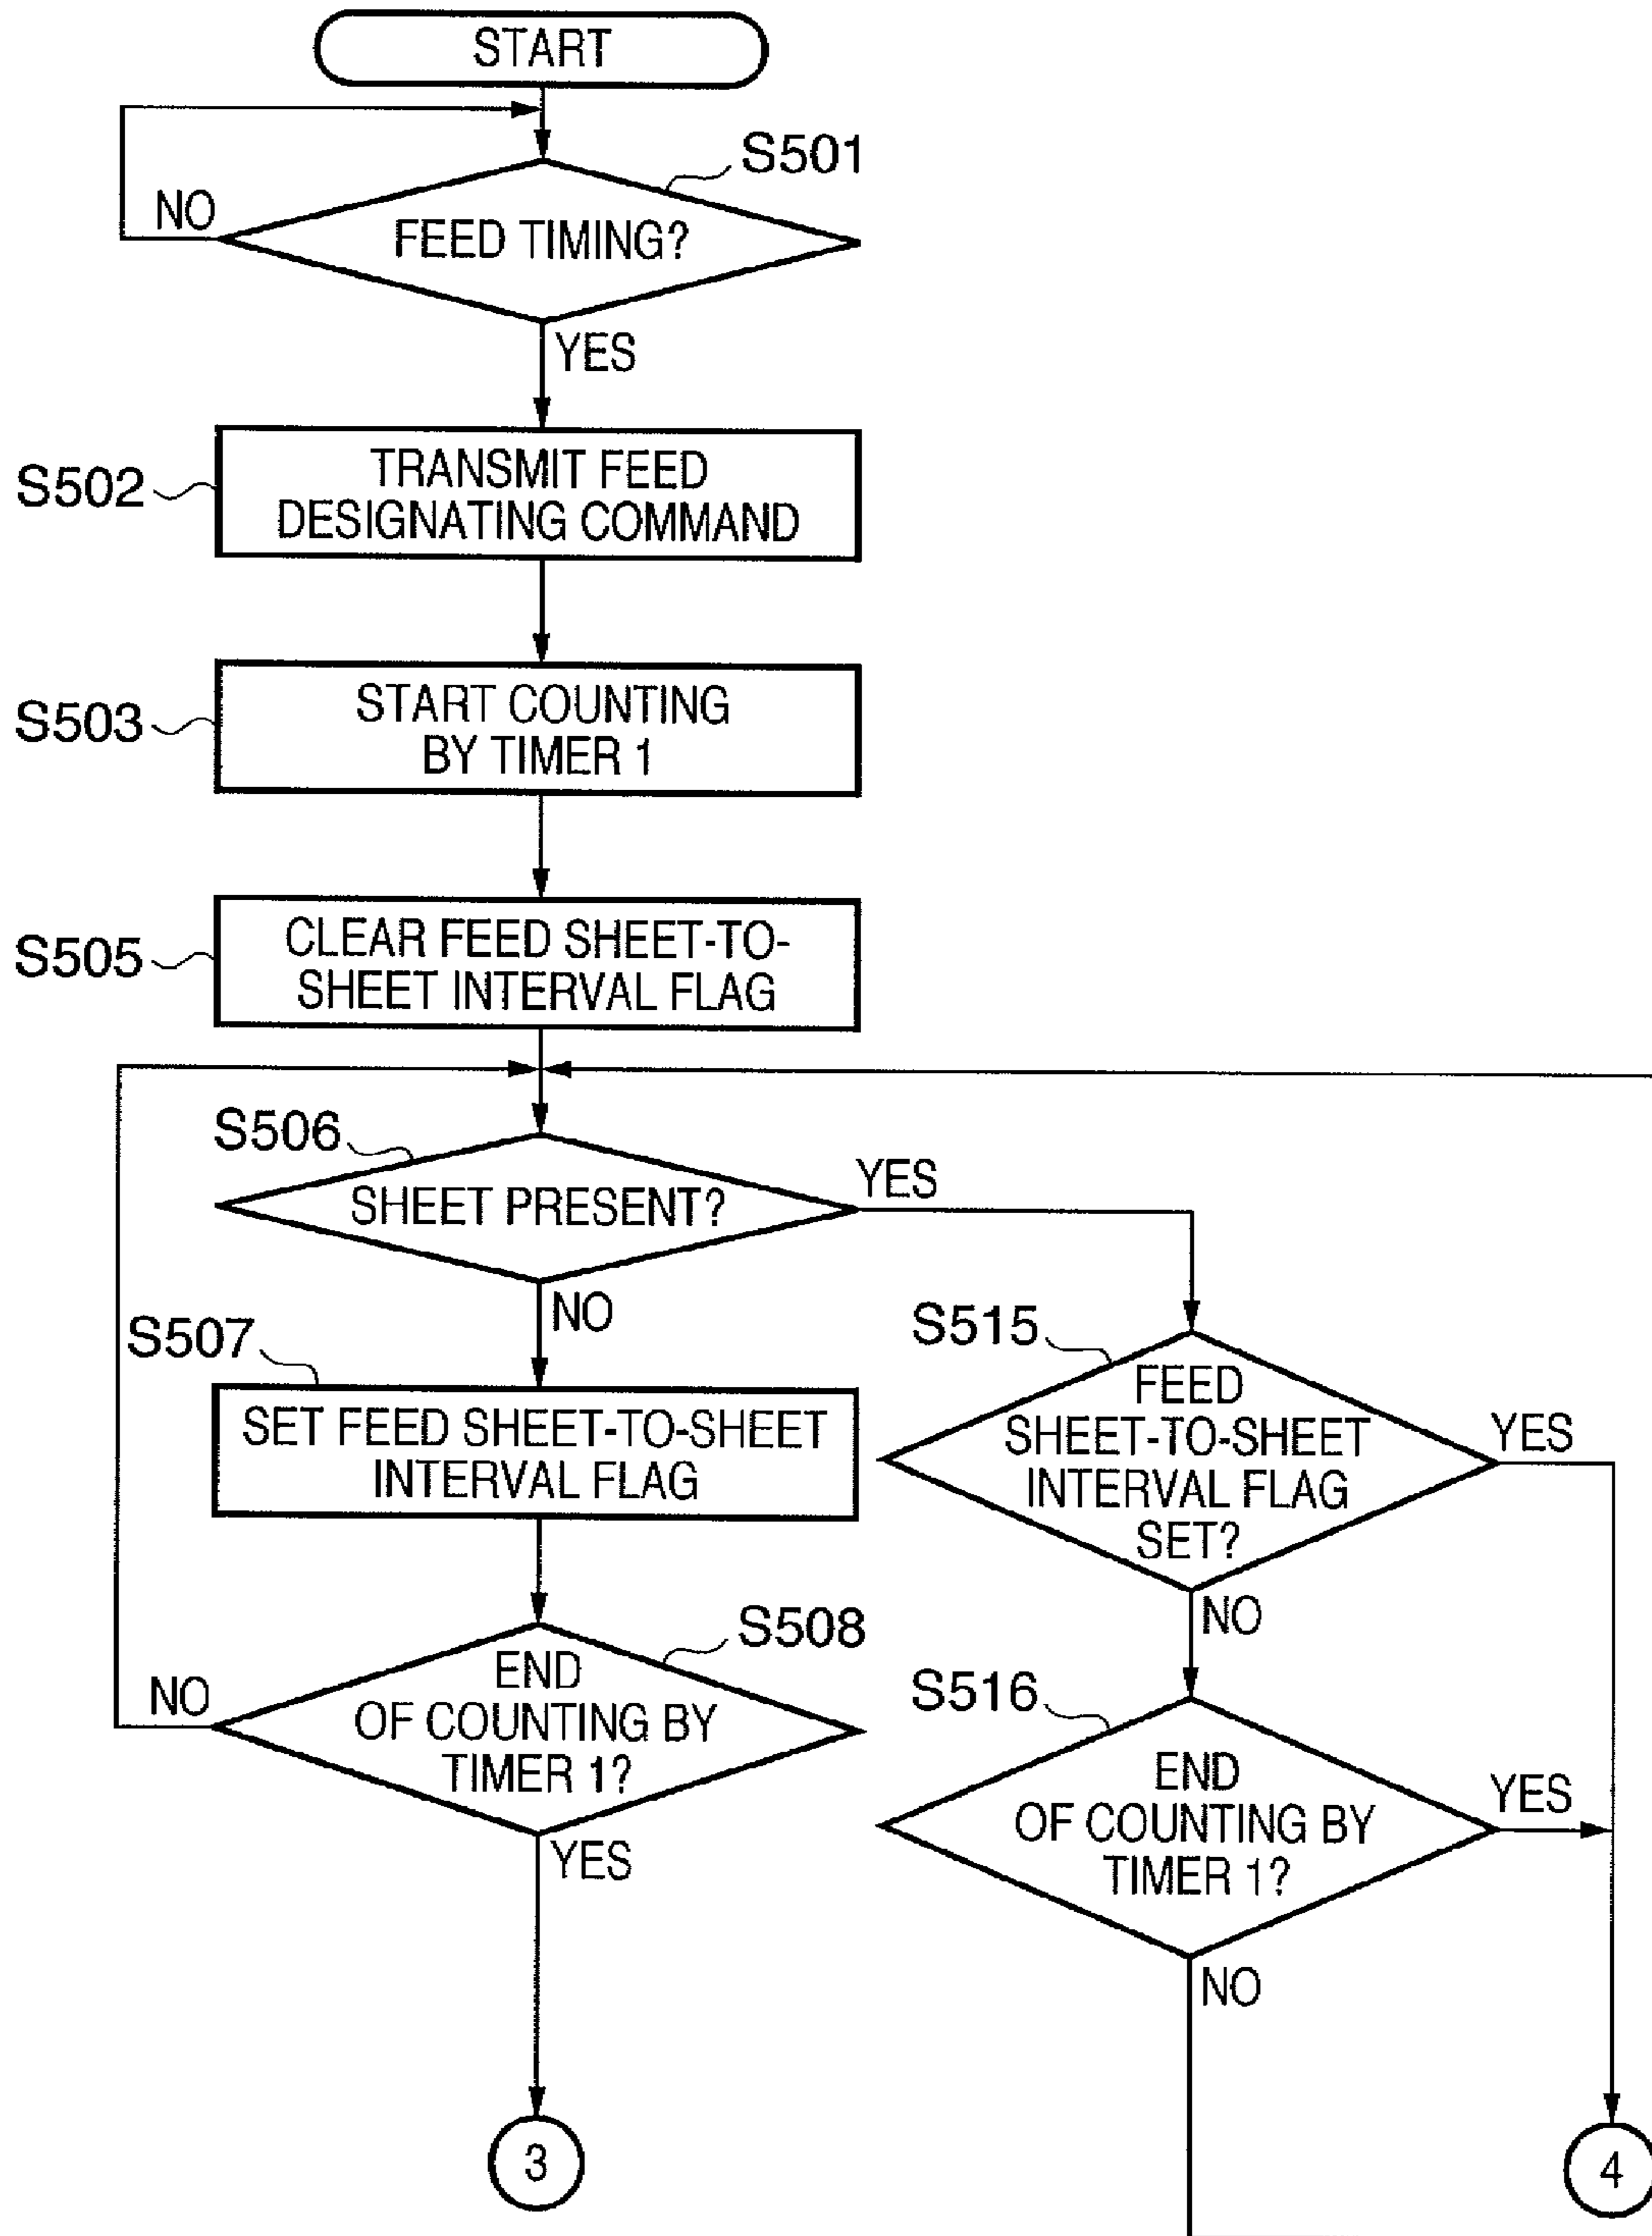 START
S501
NO
FEED TIMING?
YES
S502
TRANSMIT FEED
DESIGNATING COMMAND
S503
START COUNTING
BY TIMER 1
S505
CLEAR FEED SHEET-TO-
SHEET INTERVAL FLAG
S506
SHEET PRESENT?
YES
NO
S507
SET FEED SHEET-TO-SHEET
INTERVAL FLAG
S515
FEED
SHEET-TO-SHEET
INTERVAL FLAG
SET?
YES
NO
S508
END
OF COUNTING BY
TIMER 1?
NO
YES
S516
END
OF COUNTING BY
TIMER 1?
YES
NO
3
4